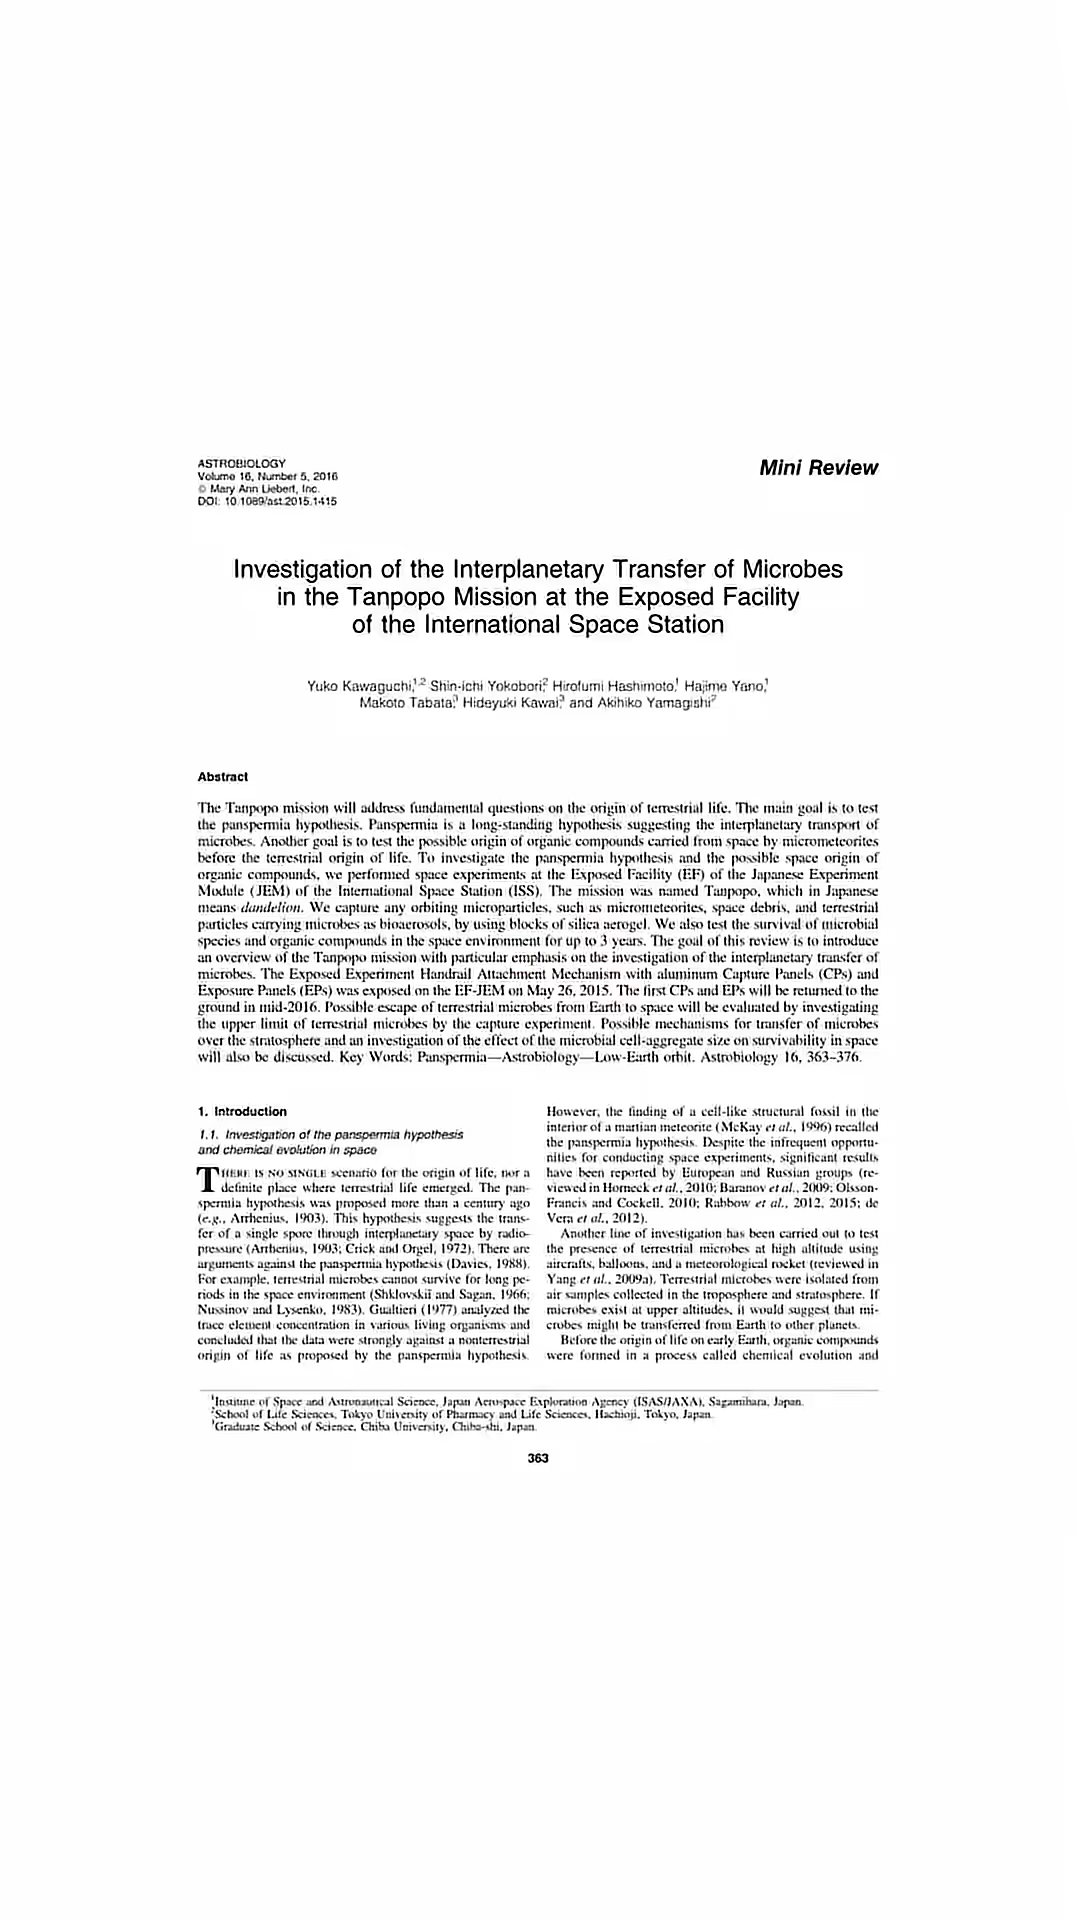 ASTROBIOLOGY
Volume 16, Number 5, 2016
© Mary Ann Liebert, Inc.
DOI: 10.1089/ast.2015.1415
Mini Review
Investigation of the Interplanetary Transfer of Microbes
in the Tanpopo Mission at the Exposed Facility
of the International Space Station
Yuko Kawaguchi,1,2 Shin-ichi Yokobori,2 Hirofumi Hashimoto,1 Hajime Yano,1
Makoto Tabata,3 Hideyuki Kawai,3 and Akihiko Yamagishi2
Abstract
The Tanpopo mission will address fundamental questions on the origin of terrestrial life. The main goal is to test
the panspermia hypothesis. Panspermia is a long-standing hypothesis suggesting the interplanetary transport of
microbes. Another goal is to test the possible origin of organic compounds carried from space by micrometeorites
before the terrestrial origin of life. To investigate the panspermia hypothesis and the possible space origin of
organic compounds, we performed space experiments at the Exposed Facility (EF) of the Japanese Experiment
Module (JEM) of the International Space Station (ISS). The mission was named Tanpopo, which in Japanese
means dandelion. We capture any orbiting microparticles, such as micrometeorites, space debris, and terrestrial
particles carrying microbes as bioaerosols, by using blocks of silica aerogel. We also test the survival of microbial
species and organic compounds in the space environment for up to 3 years. The goal of this review is to introduce
an overview of the Tanpopo mission with particular emphasis on the investigation of the interplanetary transfer of
microbes. The Exposed Experiment Handrail Attachment Mechanism with aluminum Capture Panels (CPs) and
Exposure Panels (EPs) was exposed on the EF-JEM on May 26, 2015. The first CPs and EPs will be returned to the
ground in mid-2016. Possible escape of terrestrial microbes from Earth to space will be evaluated by investigating
the upper limit of terrestrial microbes by the capture experiment. Possible mechanisms for transfer of microbes
over the stratosphere and an investigation of the effect of the microbial cell-aggregate size on survivability in space
will also be discussed. Key Words: Panspermia—Astrobiology—Low-Earth orbit. Astrobiology 16, 363–376.
1. Introduction
1.1. Investigation of the panspermia hypothesis
and chemical evolution in space
THERE IS NO SINGLE scenario for the origin of life, nor a
definite place where terrestrial life emerged. The pan-
spermia hypothesis was proposed more than a century ago
(e.g., Arrhenius, 1903). This hypothesis suggests the trans-
fer of a single spore through interplanetary space by radio-
pressure (Arrhenius, 1903; Crick and Orgel, 1972). There are
arguments against the panspermia hypothesis (Davies, 1988).
For example, terrestrial microbes cannot survive for long pe-
riods in the space environment (Shklovskii and Sagan, 1966;
Nussinov and Lysenko, 1983). Gualtieri (1977) analyzed the
trace element concentration in various living organisms and
concluded that the data were strongly against a nonterrestrial
origin of life as proposed by the panspermia hypothesis.
However, the finding of a cell-like structural fossil in the
interior of a martian meteorite (McKay et al., 1996) recalled
the panspermia hypothesis. Despite the infrequent opportu-
nities for conducting space experiments, significant results
have been reported by European and Russian groups (re-
viewed in Horneck et al., 2010; Baranov et al., 2009; Olsson-
Francis and Cockell, 2010; Rabbow et al., 2012, 2015; de
Vera et al., 2012).
Another line of investigation has been carried out to test
the presence of terrestrial microbes at high altitude using
aircrafts, balloons, and a meteorological rocket (reviewed in
Yang et al., 2009a). Terrestrial microbes were isolated from
air samples collected in the troposphere and stratosphere. If
microbes exist at upper altitudes, it would suggest that mi-
crobes might be transferred from Earth to other planets.
Before the origin of life on early Earth, organic compounds
were formed in a process called chemical evolution and
1Institute of Space and Astronautical Science, Japan Aerospace Exploration Agency (ISAS/JAXA), Sagamihara, Japan.
2School of Life Sciences, Tokyo University of Pharmacy and Life Sciences, Hachioji, Tokyo, Japan.
3Graduate School of Science, Chiba University, Chiba-shi, Japan.
363